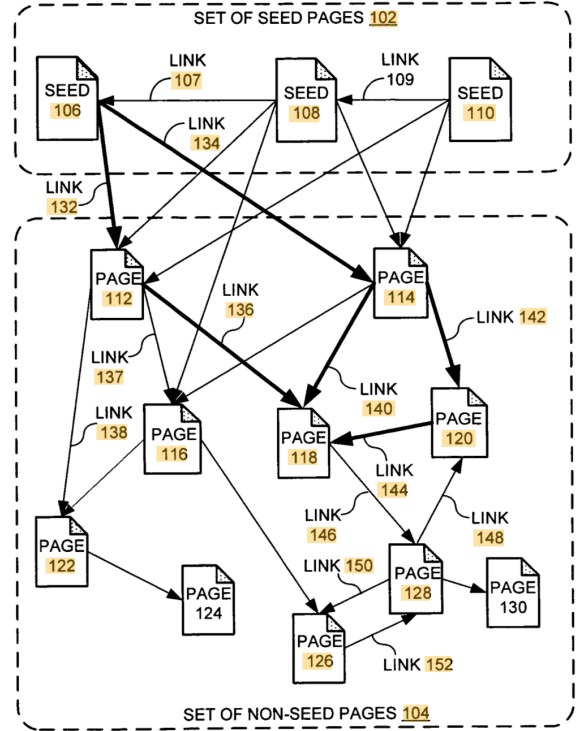 SET OF SEED PAGES 102
LINK
107
LINK
109
SEED
106
SEED
108
SEED
110
LINK
134
LINK
132
PAGE
112
PAGE
114
LINK
136
LINK 142
LINK
137
LINK
140
LINK
138
PAGE
116
PAGE
118
PAGE
120
LINK
144
LINK
146
LINK
148
PAGE
122
PAGE
124
LINK 150
PAGE
128
PAGE
130
PAGE
126
LINK 152
SET OF NON-SEED PAGES 104